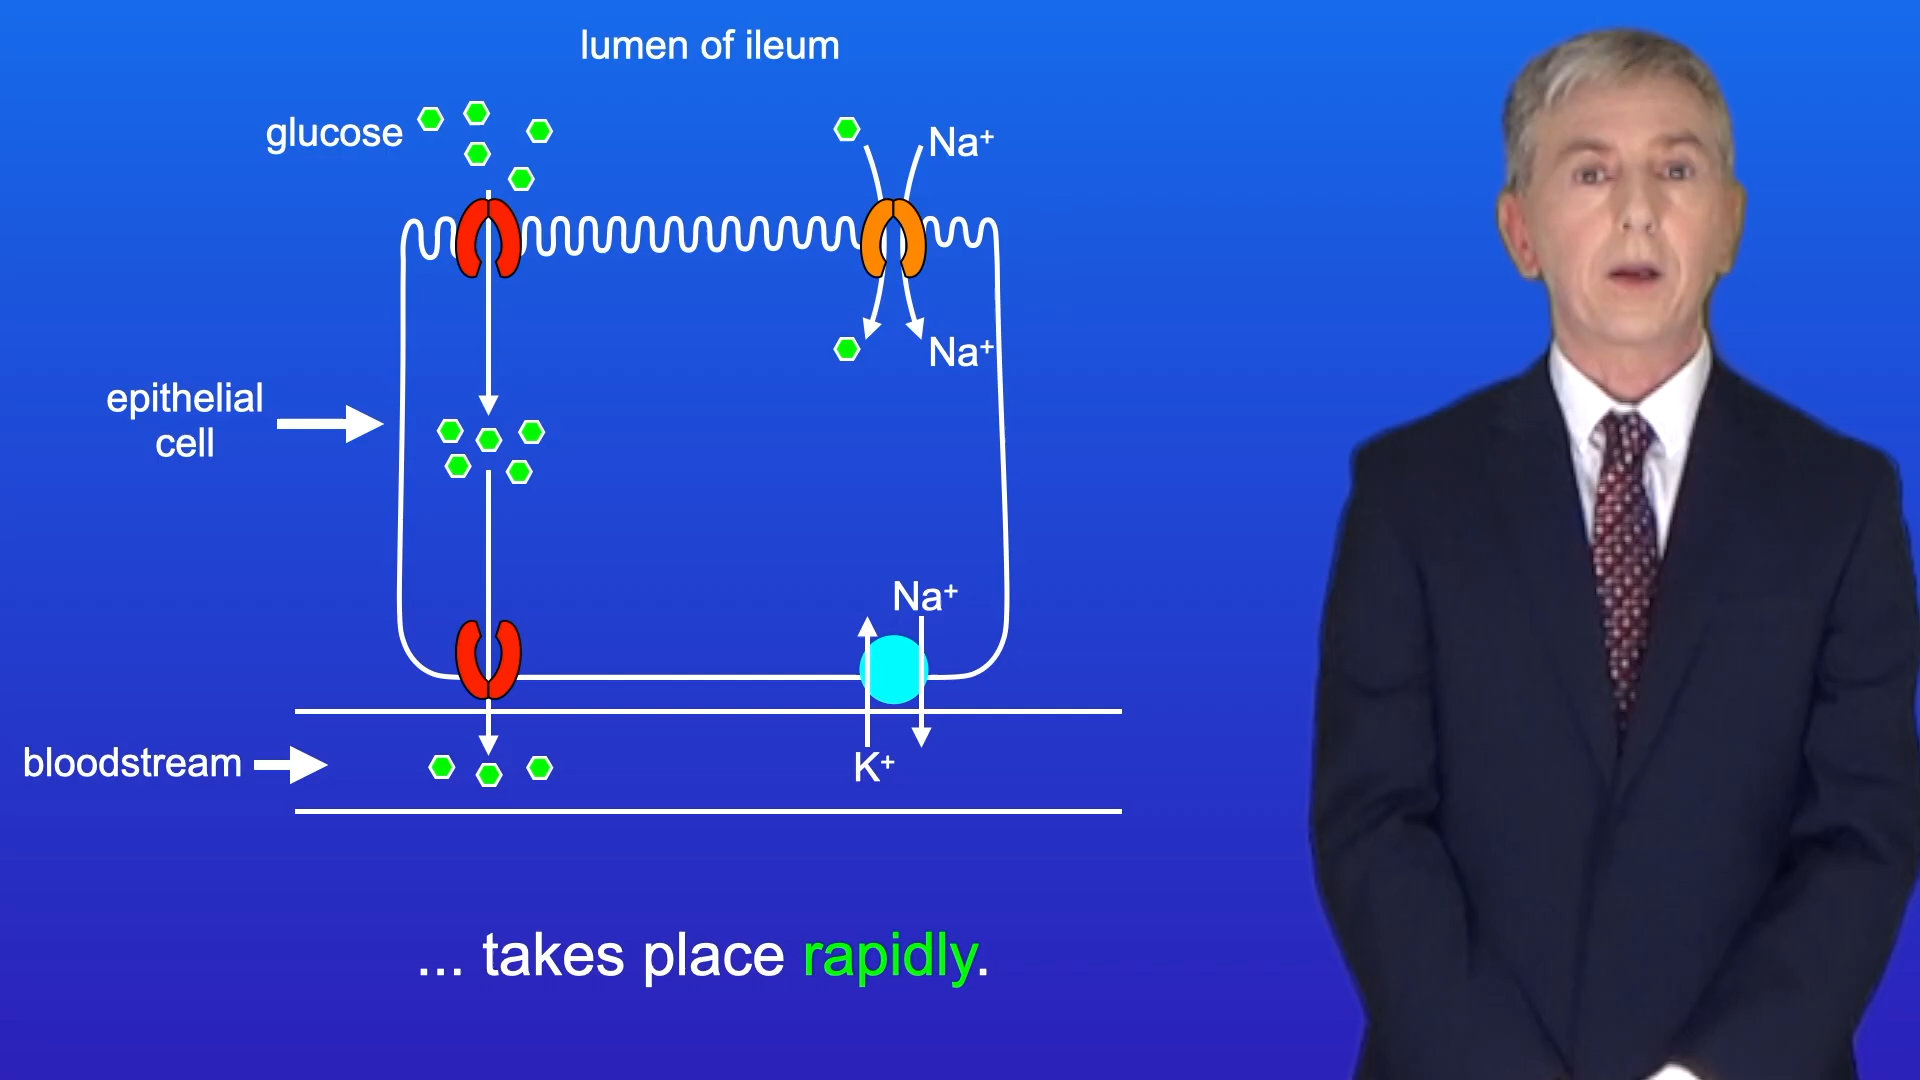 lumen of ileum
glucose
Na⁺
Na⁺
epithelial
cell
Na⁺
bloodstream
K⁺
... takes place rapidly.